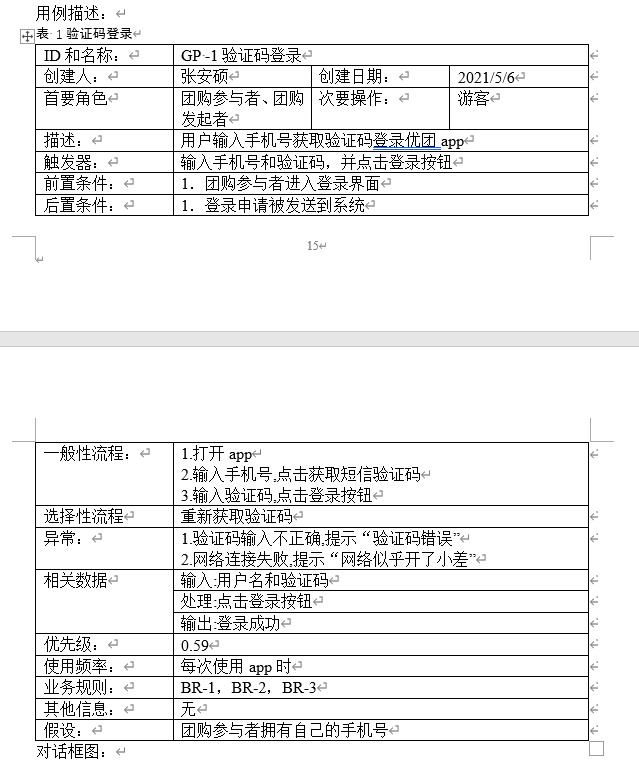 用例描述：
表 1 验证码登录
ID 和名称： GP -1 验证码登录
创建人： 张安硕 创建日期： 2021/5/6
首要角色 团购参与者、团购发起者 次要操作： 游客
描述： 用户输入手机号获取验证码登录优团 app
触发器： 输入手机号和验证码，并点击登录按钮
前置条件： 1．团购参与者进入登录界面
后置条件： 1．登录申请被发送到系统
15
一般性流程： 1.打开 app
2.输入手机号,点击获取短信验证码
3.输入验证码,点击登录按钮
选择性流程 重新获取验证码
异常： 1.验证码输入不正确,提示“验证码错误”
2.网络连接失败,提示“网络似乎开了小差”
相关数据 输入:用户名和验证码
处理:点击登录按钮
输出:登录成功
优先级： 0.59
使用频率： 每次使用 app 时
业务规则： BR-1，BR-2，BR-3
其他信息： 无
假设： 团购参与者拥有自己的手机号
对话框图：